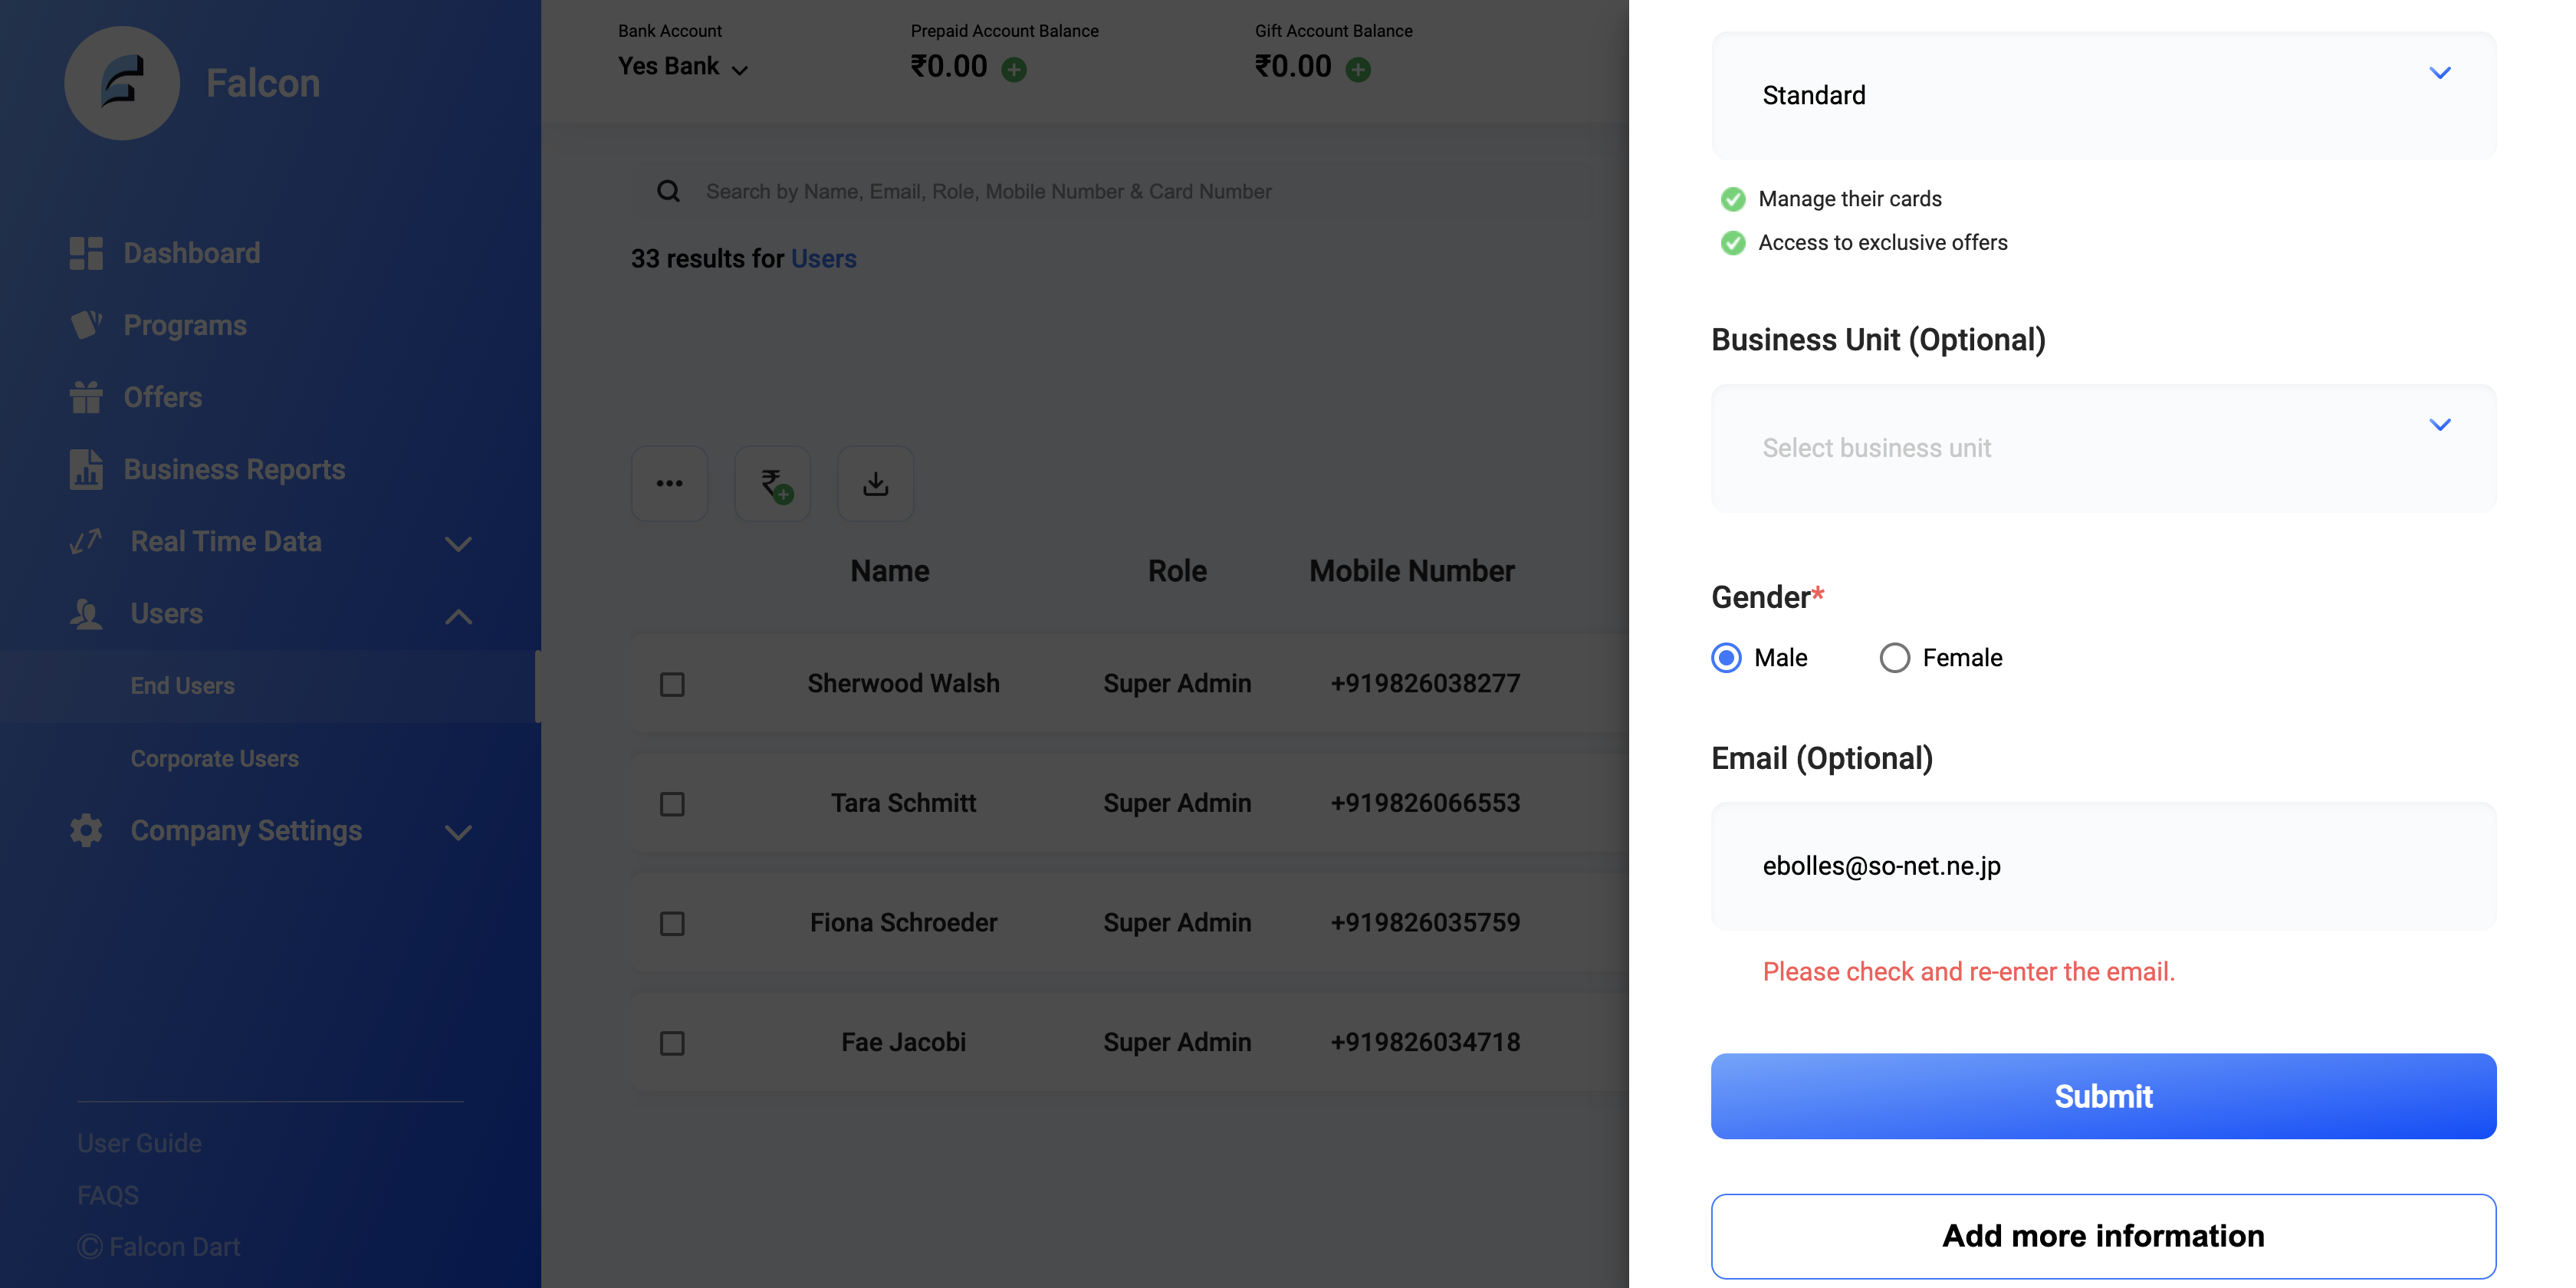 Falcon
Dashboard
Programs
Offers
Business Reports
Real Time Data
Users
End Users
Corporate Users
Company Settings
User Guide
FAQS
© Falcon Dart
Bank Account
Yes Bank
Prepaid Account Balance
₹0.00
Gift Account Balance
₹0.00
Search by Name, Email, Role, Mobile Number & Card Number
33 results for Users
Name Role Mobile Number
Sherwood Walsh Super Admin +919826038277
Tara Schmitt Super Admin +919826066553
Fiona Schroeder Super Admin +919826035759
Fae Jacobi Super Admin +919826034718
Standard
Manage their cards
Access to exclusive offers
Business Unit (Optional)
Select business unit
Gender*
Male Female
Email (Optional)
ebolles@so-net.ne.jp
Please check and re-enter the email.
Submit
Add more information